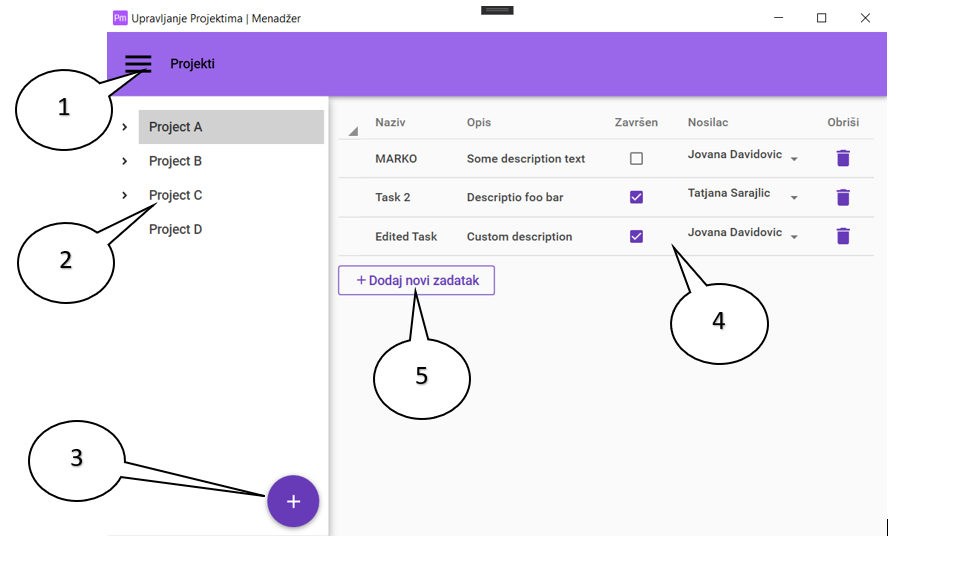 Pm Upravljanje Projektima | Menadžer
Projekti
1
Project A
Project B
Project C
Project D
2
3
+
Naziv Opis Završen Nosilac Obriši
MARKO Some description text Jovana Davidovic
Task 2 Descriptio foo bar Tatjana Sarajlic
Edited Task Custom description Jovana Davidovic
+ Dodaj novi zadatak
4
5